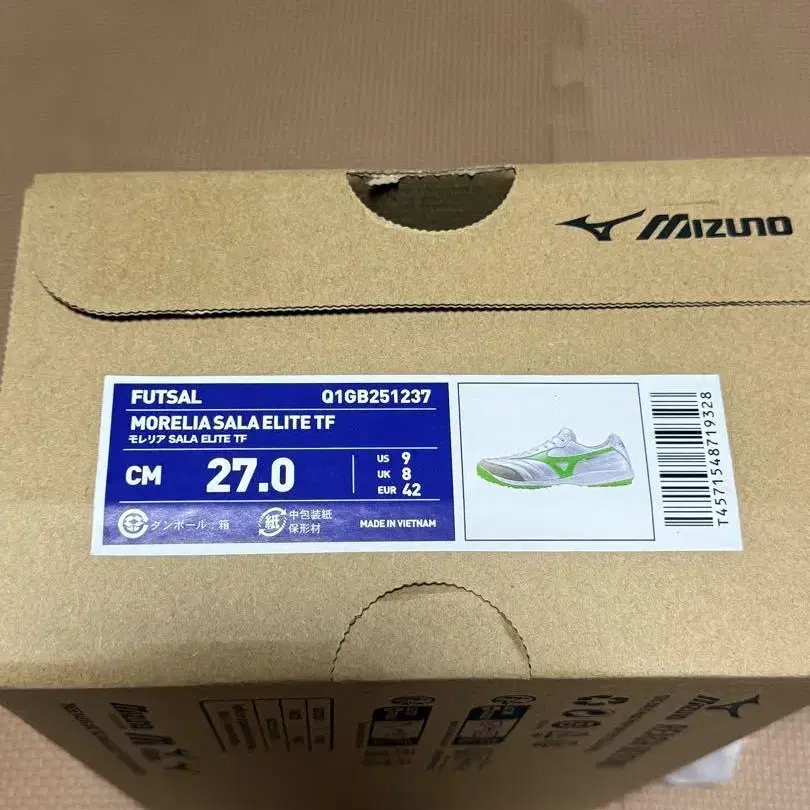 MIZUNO
FUTSAL Q1GB251237
MORELIA SALA ELITE TF
モレリア SALA ELITE TF
CM 27.0
US 9
UK 8
EUR 42
ダンボール:箱
紙
中包装紙
保形材
MADE IN VIETNAM
T4571548719328
MIZUNO